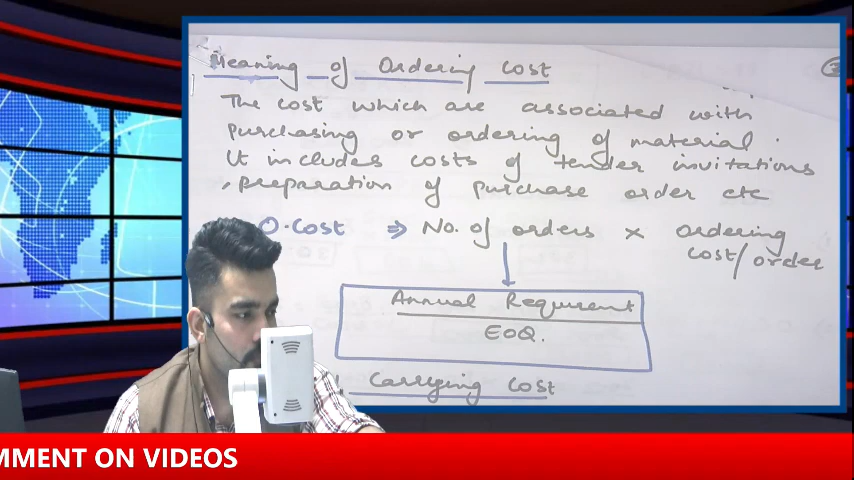 Meaning of Ordering Cost
The cost which are associated with
purchasing or ordering of material.
It includes costs of tender invitations
, preparation of purchase order etc
O.Cost ⇒ No. of orders × Ordering
cost/order
Annual Requirement
EOQ.
Carrying Cost
MMENT ON VIDEOS